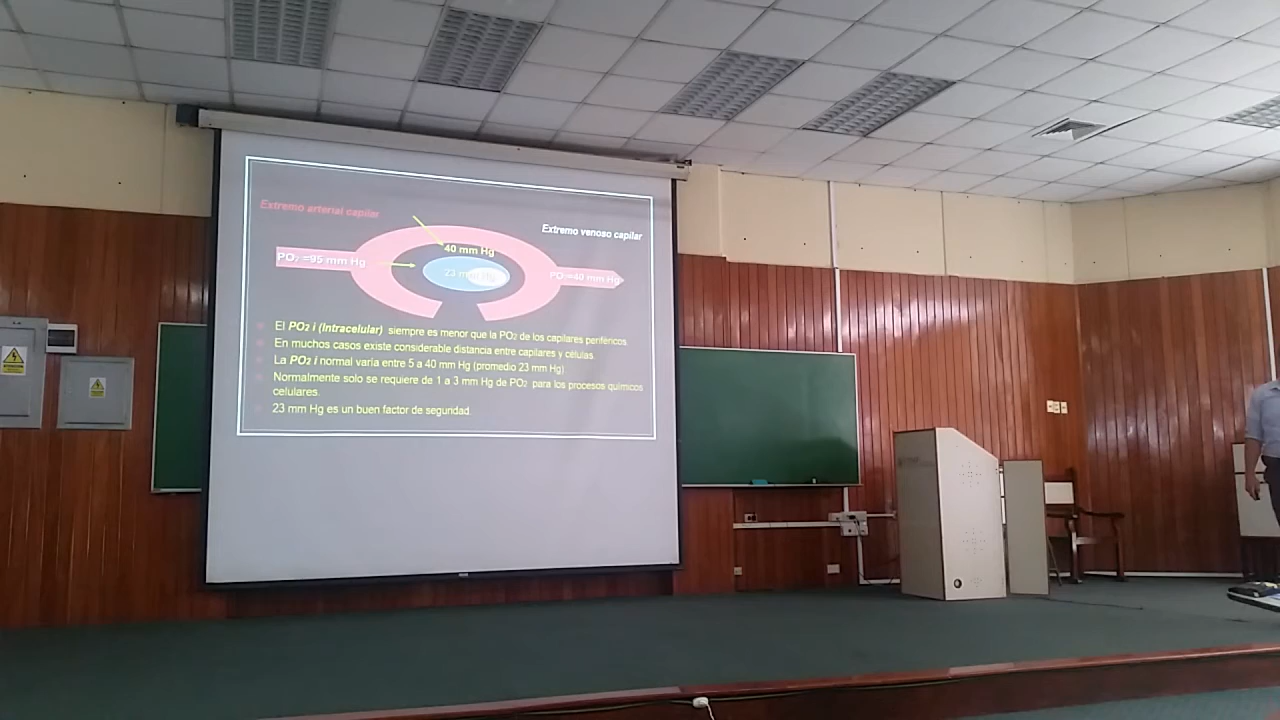 Extremo arterial capilar
Extremo venoso capilar
40 mm Hg
PO2 =95 mm Hg
23 mm Hg
PO2=40 mm Hg
El PO2 i (Intracelular) siempre es menor que la PO2 de los capilares periféricos.
En muchos casos existe considerable distancia entre capilares y células.
La PO2 i normal varía entre 5 a 40 mm Hg (promedio 23 mm Hg)
Normalmente solo se requiere de 1 a 3 mm Hg de PO2 para los procesos químicos
celulares.
23 mm Hg es un buen factor de seguridad.